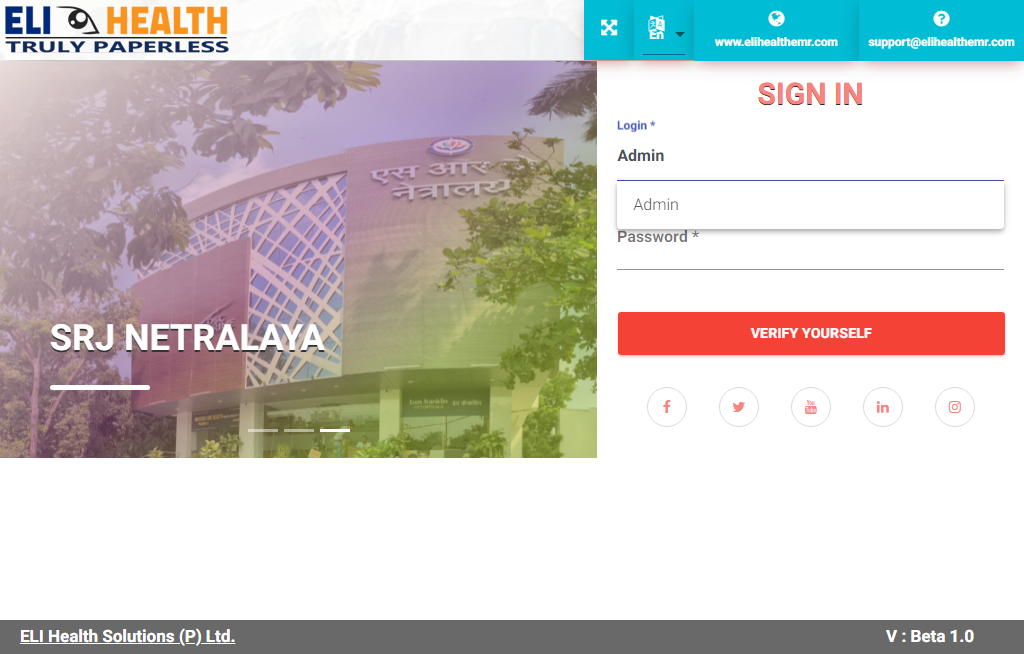 ELI HEALTH
TRULY PAPERLESS
En
www.elihealthemr.com
support@elihealthemr.com
एस आर
नेत्रालय
SRJ NETRALAYA
SIGN IN
Login *
Admin
Admin
Password *
VERIFY YOURSELF
ELI Health Solutions (P) Ltd.
V : Beta 1.0